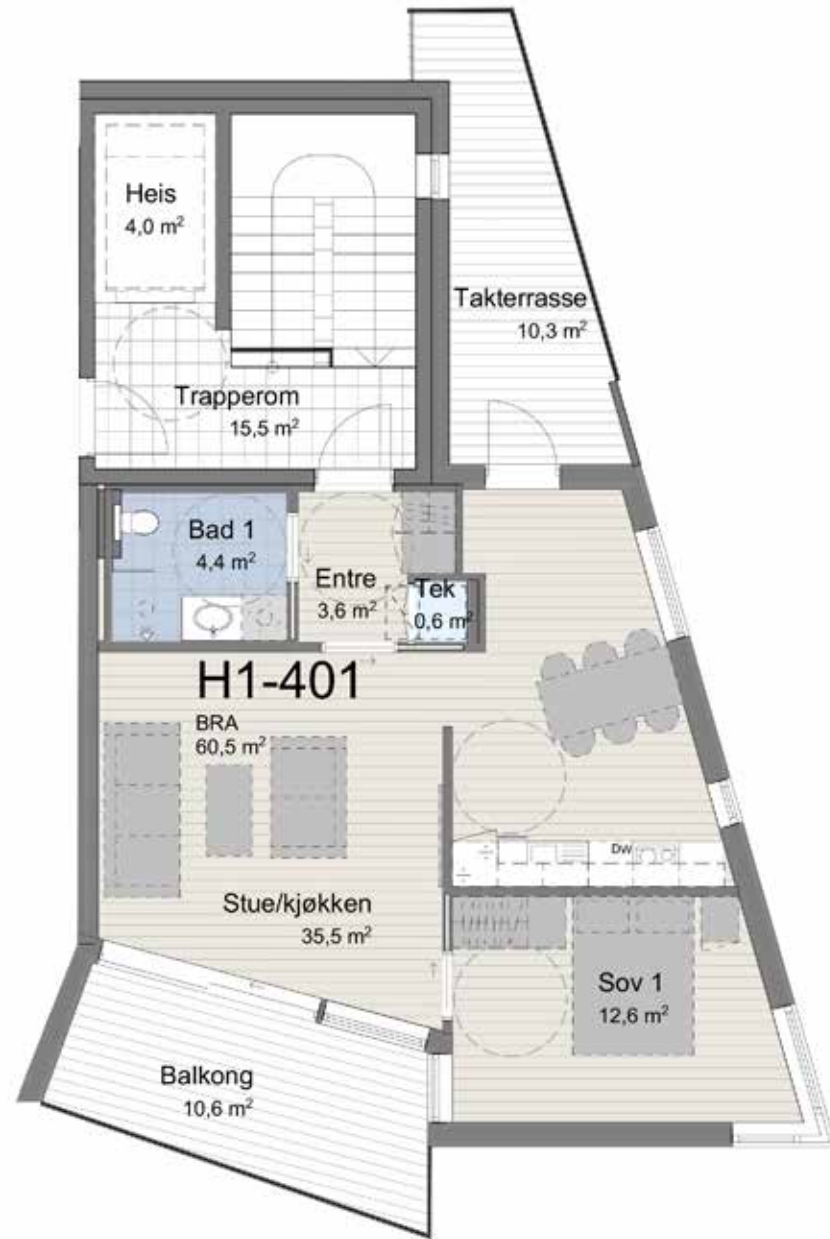 Heis
4,0 m²
Takterrasse
10,3 m²
Trapperom
15,5 m²
Bad 1
4,4 m²
Entre
3,6 m²
Tek
0,6 m²
H1-401
BRA
60,5 m²
DW
Stue/kjøkken
35,5 m²
Sov 1
12,6 m²
Balkong
10,6 m²